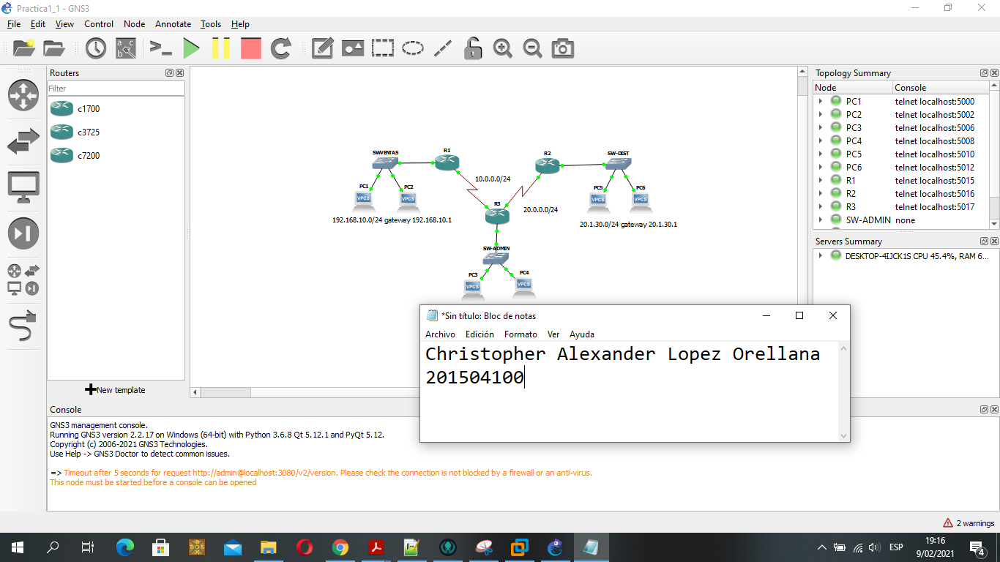 Practica1_1 - GNS3
File Edit View Control Node Annotate Tools Help
Routers
Filter
c1700
c3725
c7200
New template
SWVENTAS
R1
PC1
PC2
192.168.10.0/24 gateway 192.168.10.1
10.0.0.0/24
R3
20.0.0.0/24
R2
SW-DIST
PC5
PC6
20.1.30.0/24 gateway 20.1.30.1
SW-ADMIN
PC3
PC4
VPCS
VPCS
VPCS
VPCS
VPCS
VPCS
Topology Summary
Node Console
PC1 telnet localhost:5000
PC2 telnet localhost:5002
PC3 telnet localhost:5006
PC4 telnet localhost:5008
PC5 telnet localhost:5010
PC6 telnet localhost:5012
R1 telnet localhost:5015
R2 telnet localhost:5016
R3 telnet localhost:5017
SW-ADMIN none
Servers Summary
DESKTOP-4IJCK1S CPU 45.4%, RAM 6...
*Sin título: Bloc de notas
Archivo Edición Formato Ver Ayuda
Christopher Alexander Lopez Orellana
201504100
Console
GNS3 management console.
Running GNS3 version 2.2.17 on Windows (64-bit) with Python 3.6.8 Qt 5.12.1 and PyQt 5.12.
Copyright (c) 2006-2021 GNS3 Technologies.
Use Help -> GNS3 Doctor to detect common issues.
=> Timeout after 5 seconds for request http://admin@localhost:3080/v2/version. Please check the connection is not blocked by a firewall or an anti-virus.
This node must be started before a console can be opened
2 warnings
ESP
19:16
9/02/2021
4